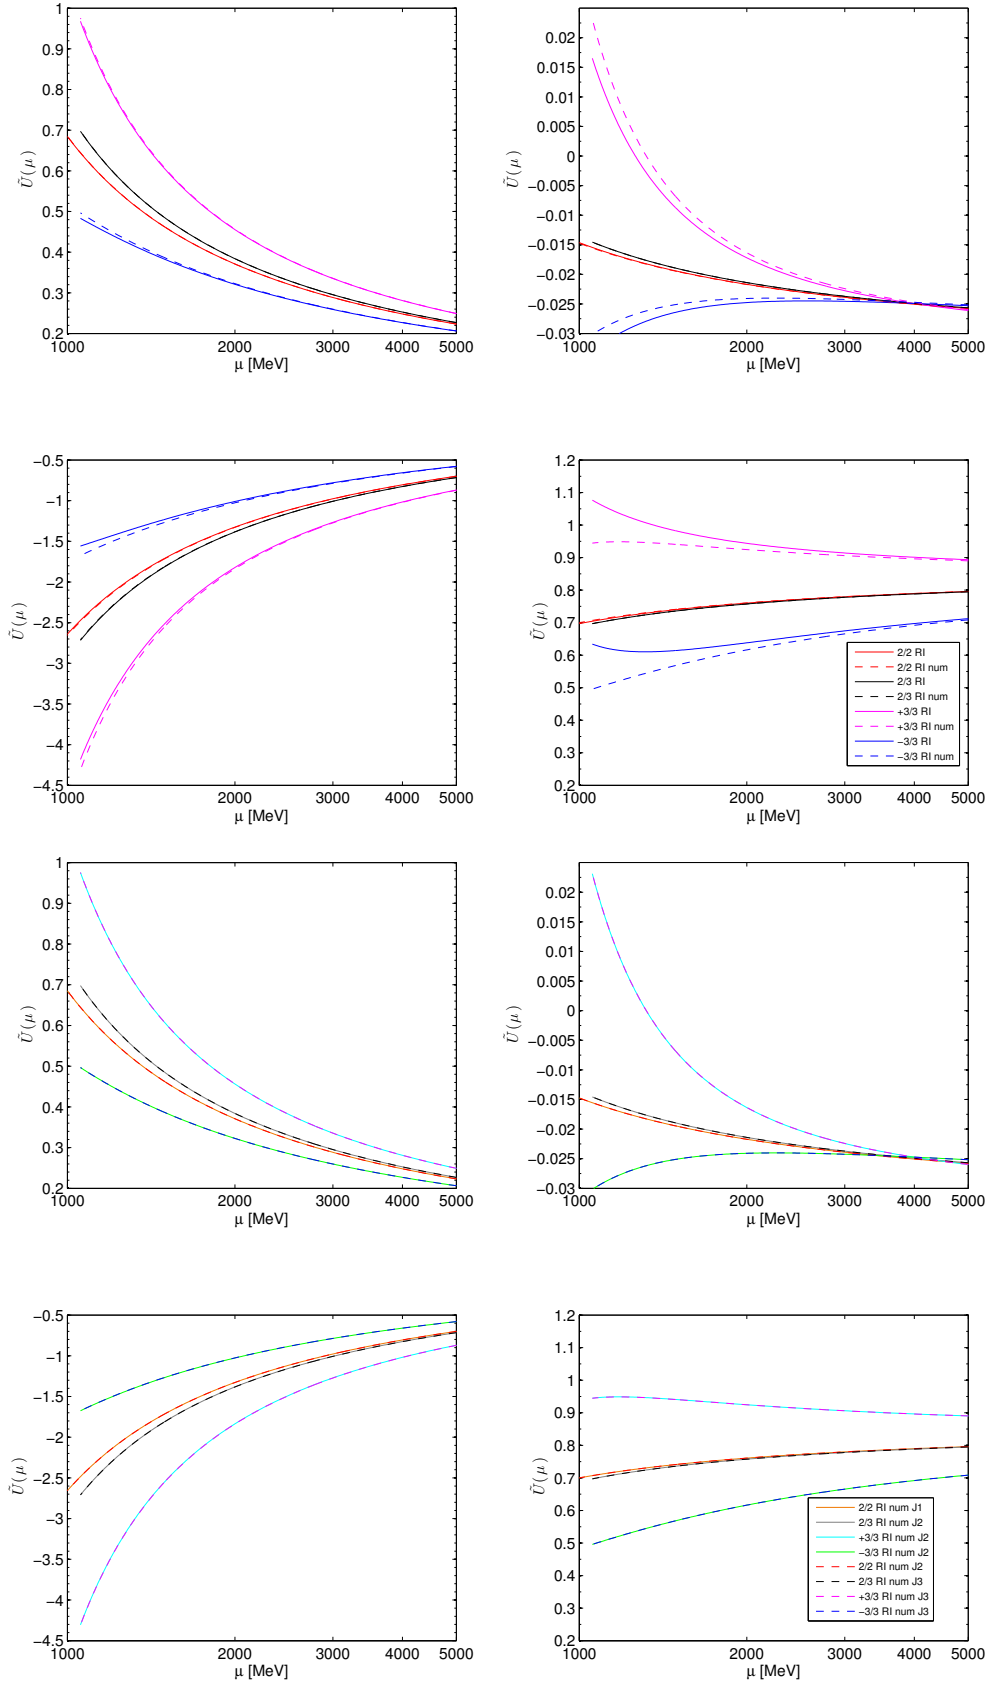 1
0.9
0.8
0.7
0.6
0.5
0.4
0.3
0.2
1000 2000 3000 4000 5000
μ [MeV]
Ũ(μ)
0.02
0.015
0.01
0.005
0
−0.005
−0.01
−0.015
−0.02
−0.025
−0.03
1000 2000 3000 4000 5000
μ [MeV]
Ũ(μ)
−0.5
−1
−1.5
−2
−2.5
−3
−3.5
−4
−4.5
1000 2000 3000 4000 5000
μ [MeV]
Ũ(μ)
1.2
1.1
1
0.9
0.8
0.7
0.6
0.5
0.4
0.3
0.2
1000 2000 3000 4000 5000
μ [MeV]
Ũ(μ)
2/2 RI
2/2 RI num
2/3 RI
2/3 RI num
+3/3 RI
+3/3 RI num
−3/3 RI
−3/3 RI num
1
0.9
0.8
0.7
0.6
0.5
0.4
0.3
0.2
1000 2000 3000 4000 5000
μ [MeV]
Ũ(μ)
0.02
0.015
0.01
0.005
0
−0.005
−0.01
−0.015
−0.02
−0.025
−0.03
1000 2000 3000 4000 5000
μ [MeV]
Ũ(μ)
−0.5
−1
−1.5
−2
−2.5
−3
−3.5
−4
−4.5
1000 2000 3000 4000 5000
μ [MeV]
Ũ(μ)
1.2
1.1
1
0.9
0.8
0.7
0.6
0.5
0.4
0.3
0.2
1000 2000 3000 4000 5000
μ [MeV]
Ũ(μ)
2/2 RI num J1
2/3 RI num J2
+3/3 RI num J2
−3/3 RI num J2
2/2 RI num J2
2/3 RI num J3
+3/3 RI num J3
−3/3 RI num J3